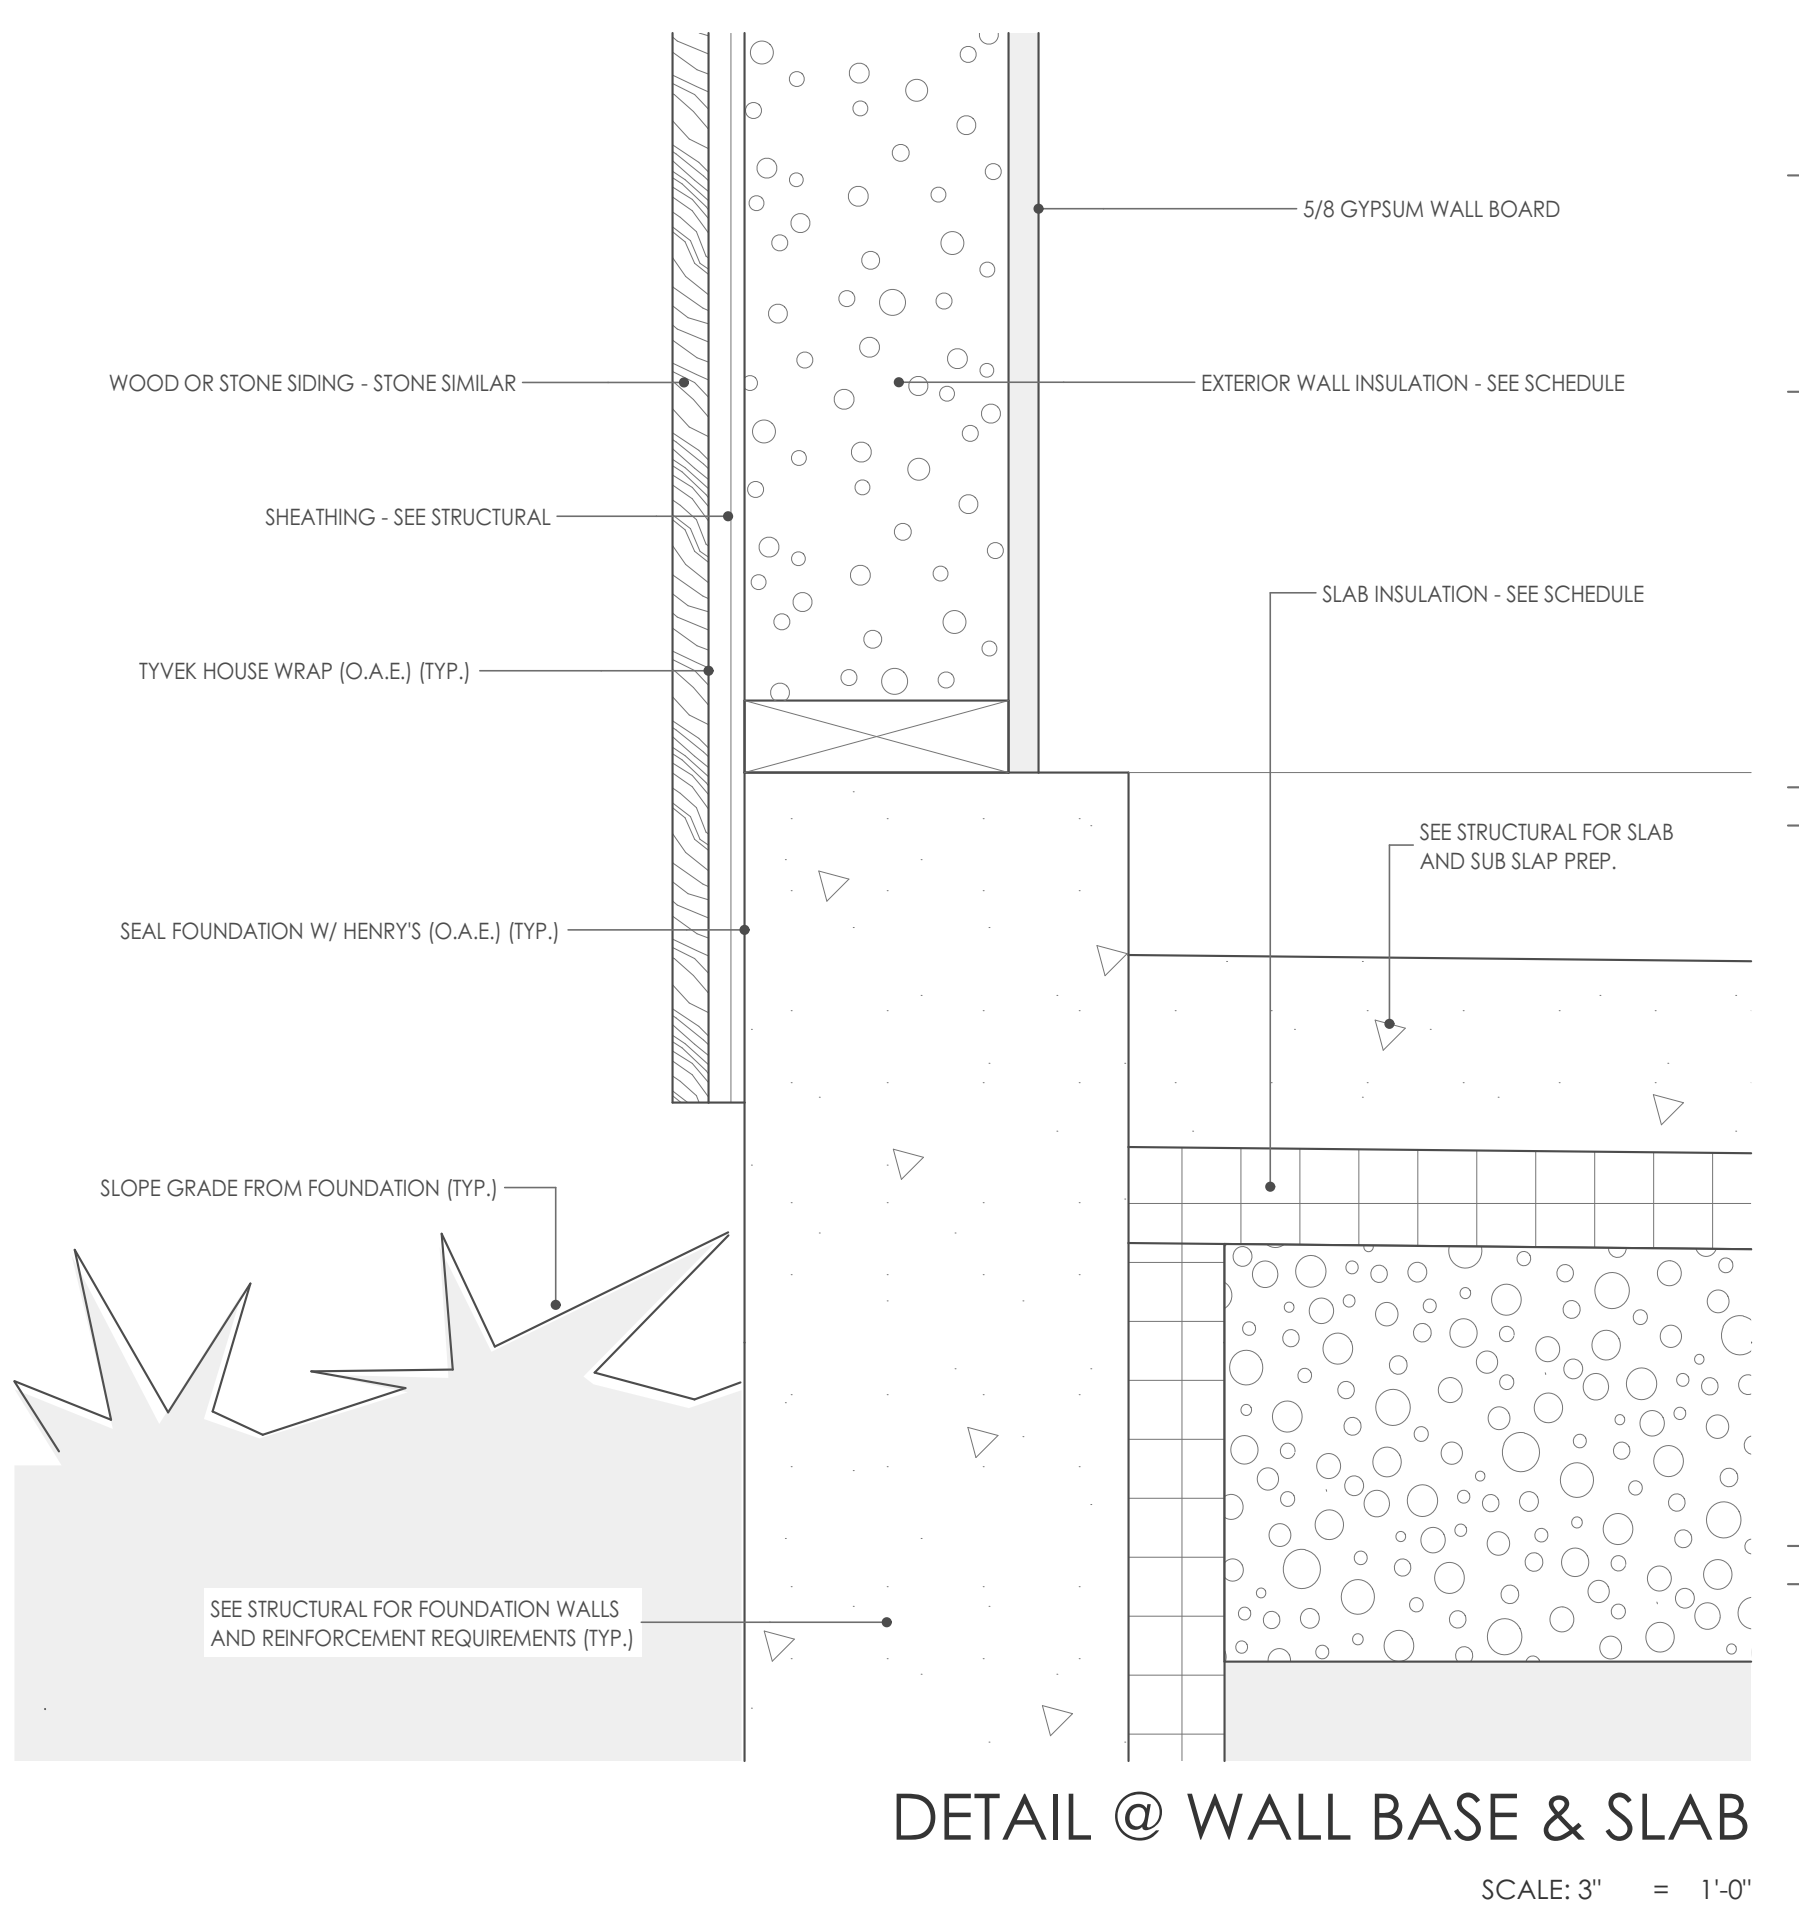 5/8 GYPSUM WALL BOARD
WOOD OR STONE SIDING - STONE SIMILAR
EXTERIOR WALL INSULATION - SEE SCHEDULE
SHEATHING - SEE STRUCTURAL
SLAB INSULATION - SEE SCHEDULE
TYVEK HOUSE WRAP (O.A.E.) (TYP.)
SEE STRUCTURAL FOR SLAB
AND SUB SLAP PREP.
SEAL FOUNDATION W/ HENRY'S (O.A.E.) (TYP.)
SLOPE GRADE FROM FOUNDATION (TYP.)
SEE STRUCTURAL FOR FOUNDATION WALLS
AND REINFORCEMENT REQUIREMENTS (TYP.)
DETAIL @ WALL BASE & SLAB
SCALE: 3" = 1'-0"